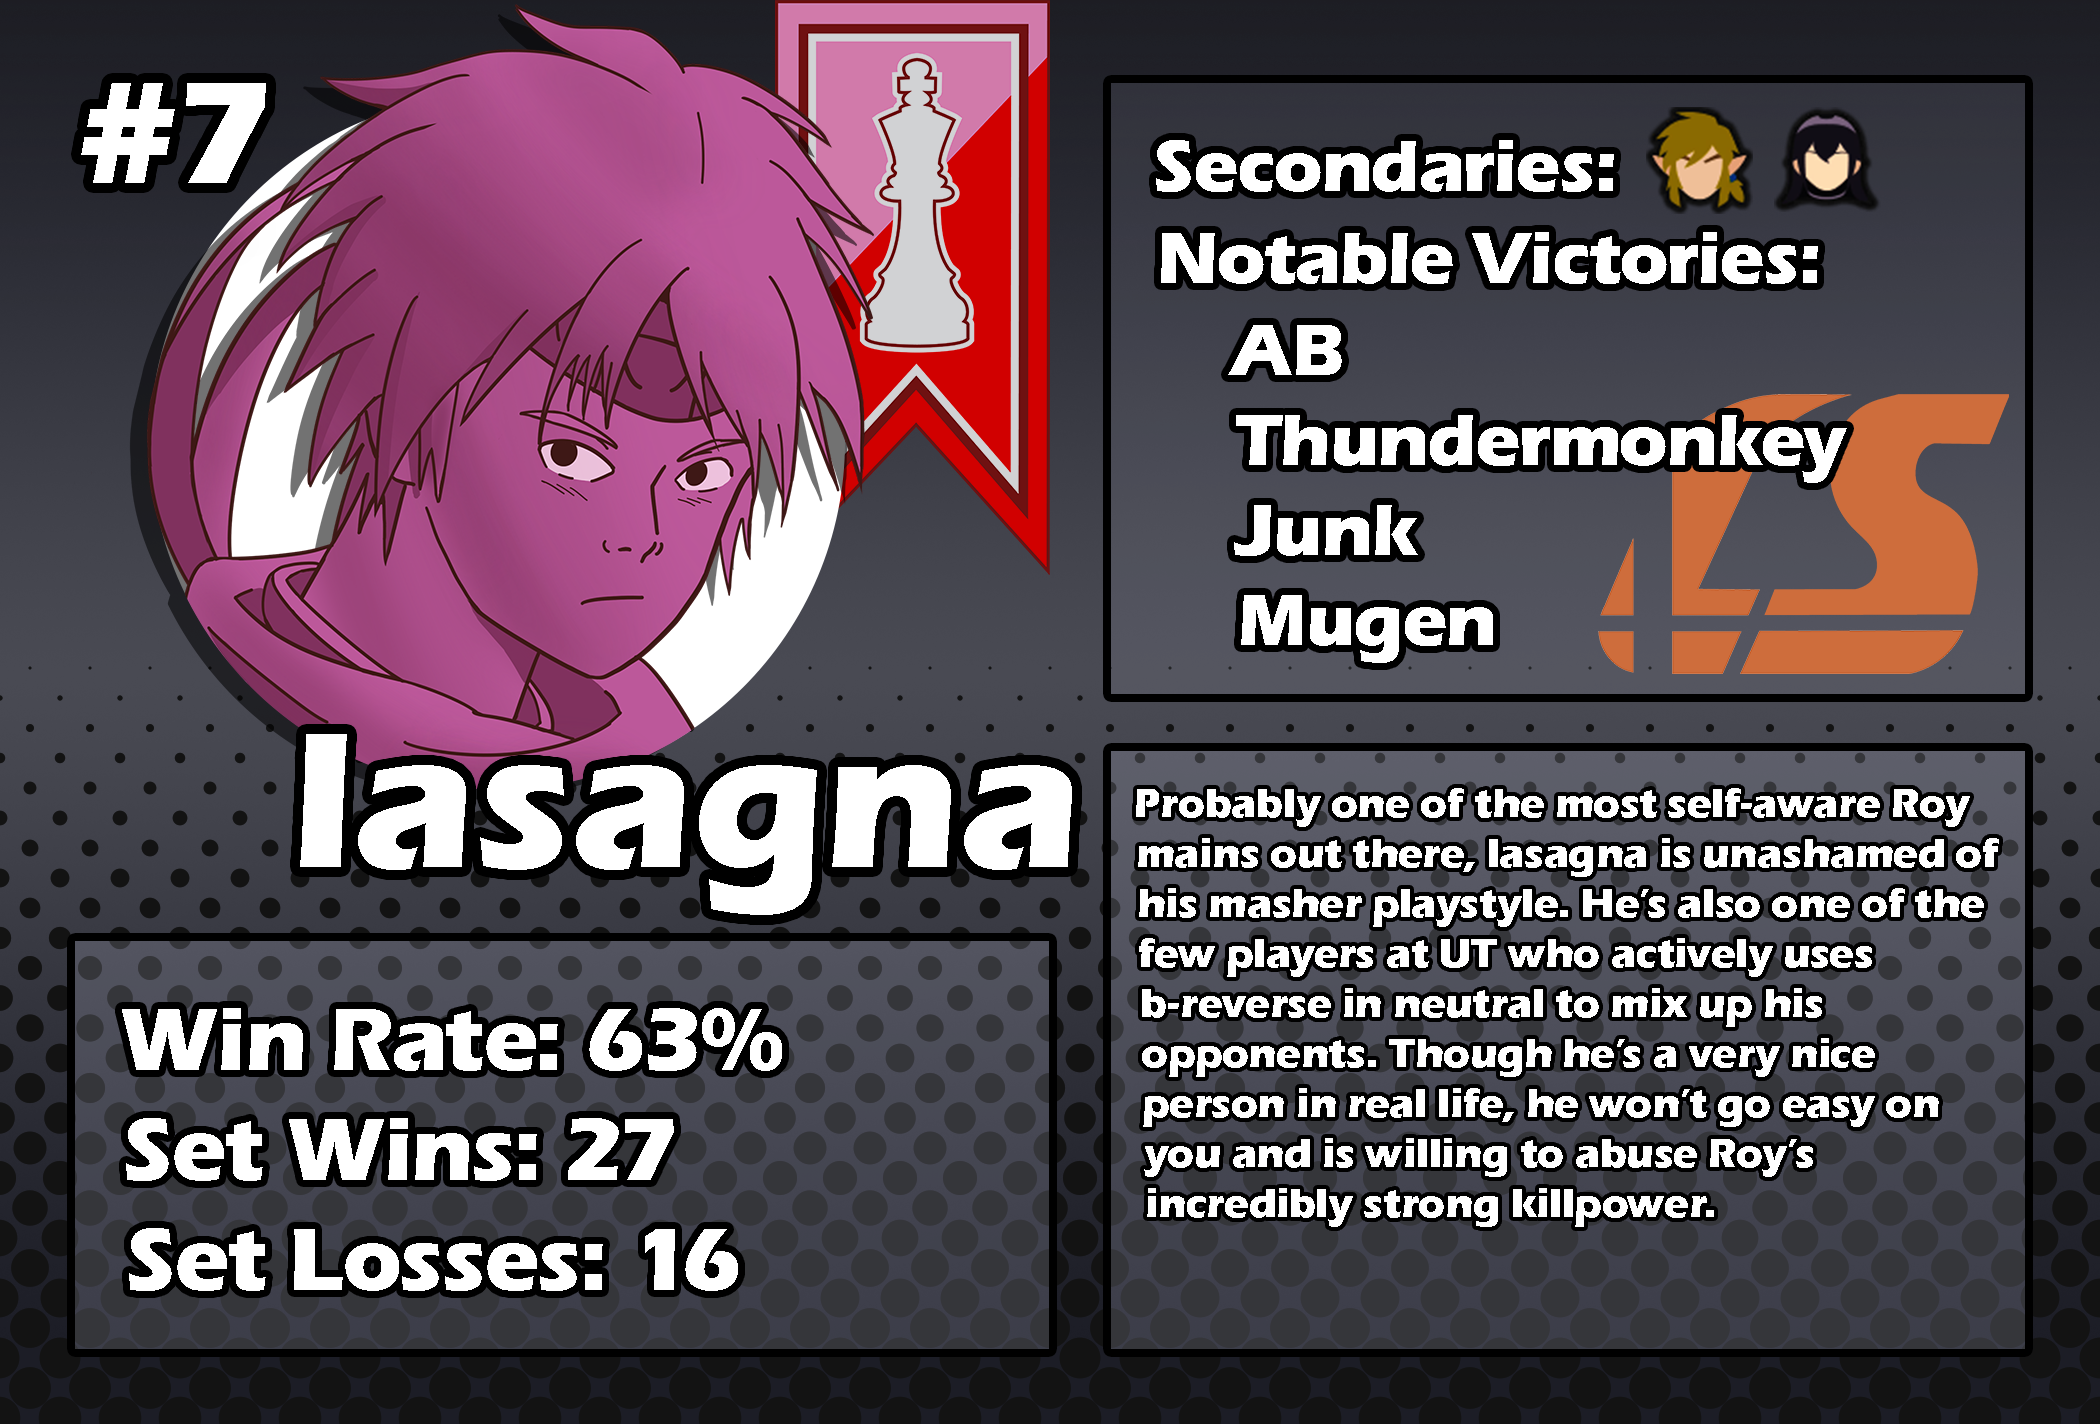 #7
lasagna
Win Rate: 63%
Set Wins: 27
Set Losses: 16
Secondaries:
Notable Victories:
AB
Thundermonkey
Junk
Mugen
LS
Probably one of the most self-aware Roy
mains out there, lasagna is unashamed of
his masher playstyle. He's also one of the
few players at UT who actively uses
b-reverse in neutral to mix up his
opponents. Though he's a very nice
person in real life, he won't go easy on
you and is willing to abuse Roy's
incredibly strong killpower.